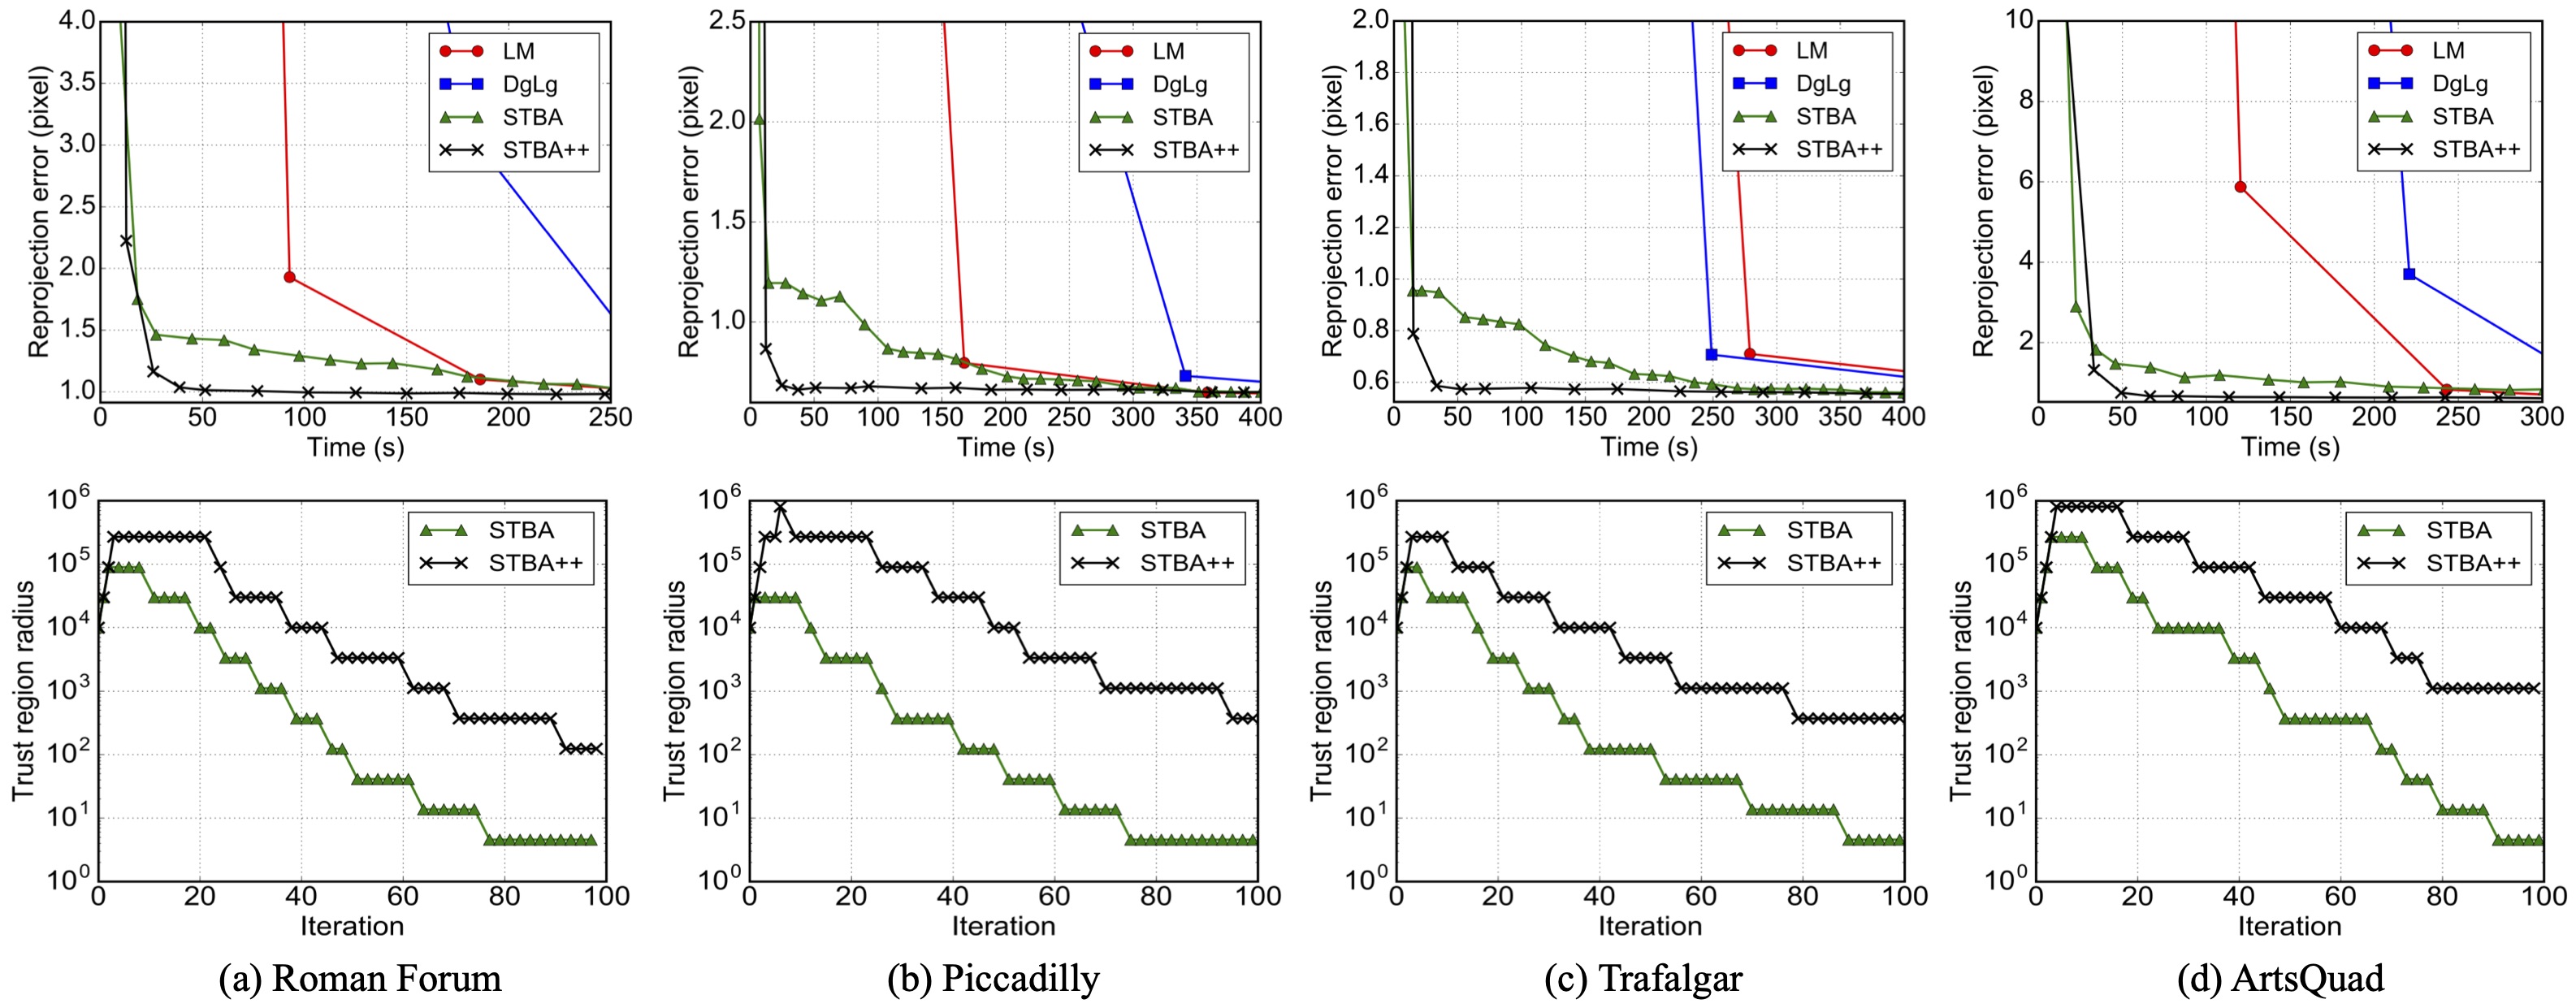 4.0
3.5
3.0
2.5
2.0
1.5
1.0
0 50 100 150 200 250
Reprojection error (pixel)
Time (s)
LM
DgLg
STBA
STBA++
2.5
2.0
1.5
1.0
0 50 100 150 200 250 300 350 400
Reprojection error (pixel)
Time (s)
LM
DgLg
STBA
STBA++
2.0
1.8
1.6
1.4
1.2
1.0
0.8
0.6
0 50 100 150 200 250 300 350 400
Reprojection error (pixel)
Time (s)
LM
DgLg
STBA
STBA++
10
8
6
4
2
0 50 100 150 200 250 300
Reprojection error (pixel)
Time (s)
LM
DgLg
STBA
STBA++
10^6
10^5
10^4
10^3
10^2
10^1
10^0
0 20 40 60 80 100
Trust region radius
Iteration
STBA
STBA++
10^6
10^5
10^4
10^3
10^2
10^1
10^0
0 20 40 60 80 100
Trust region radius
Iteration
STBA
STBA++
10^6
10^5
10^4
10^3
10^2
10^1
10^0
0 20 40 60 80 100
Trust region radius
Iteration
STBA
STBA++
10^6
10^5
10^4
10^3
10^2
10^1
10^0
0 20 40 60 80 100
Trust region radius
Iteration
STBA
STBA++
(a) Roman Forum
(b) Piccadilly
(c) Trafalgar
(d) ArtsQuad